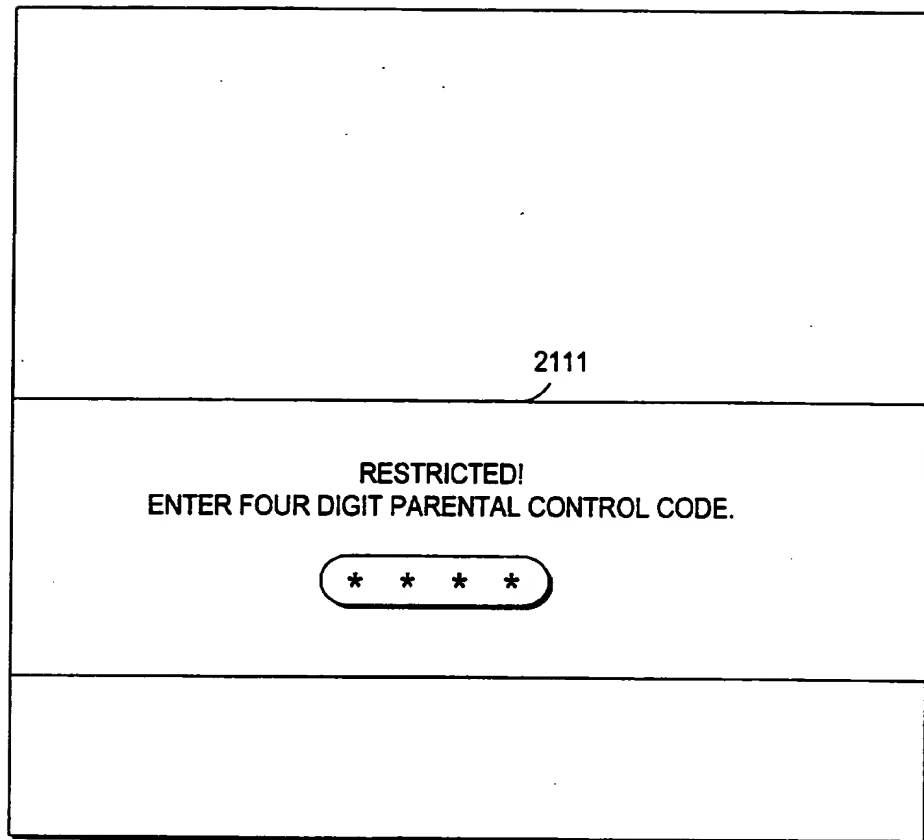 2111
RESTRICTED!
ENTER FOUR DIGIT PARENTAL CONTROL CODE.
* * * *